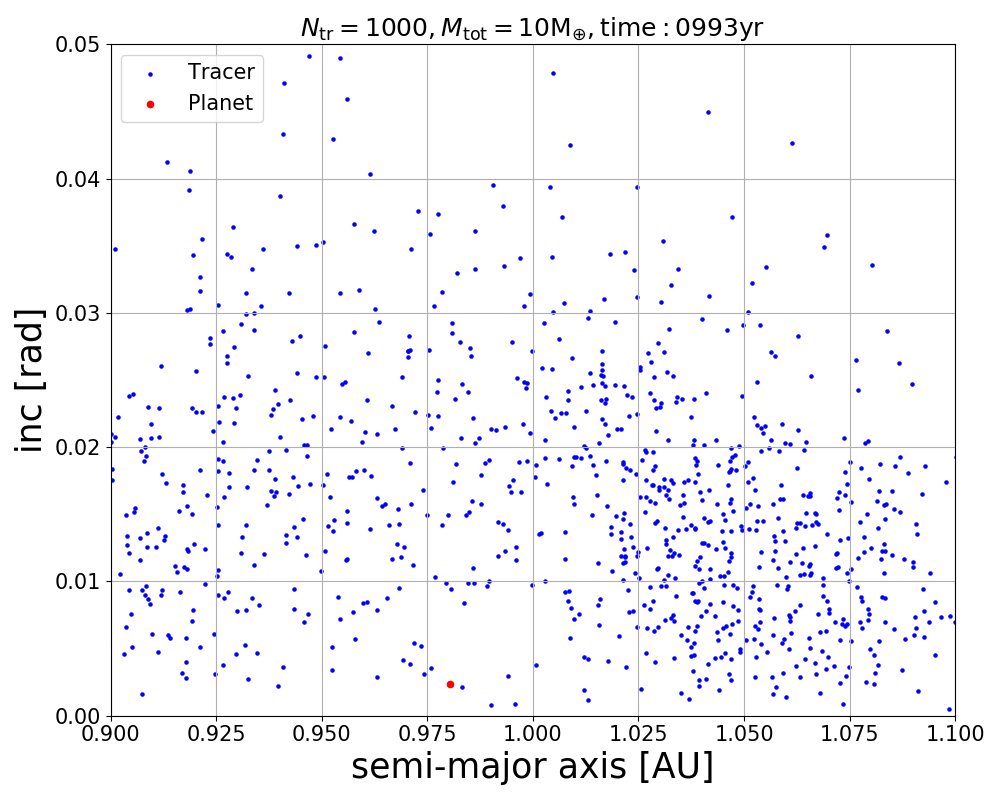 N_tr = 1000, M_tot = 10M_⊕, time : 0993yr
0.05
Tracer
Planet
0.04
0.03
inc [rad]
0.02
0.01
0.00
0.900 0.925 0.950 0.975 1.000 1.025 1.050 1.075 1.100
semi-major axis [AU]